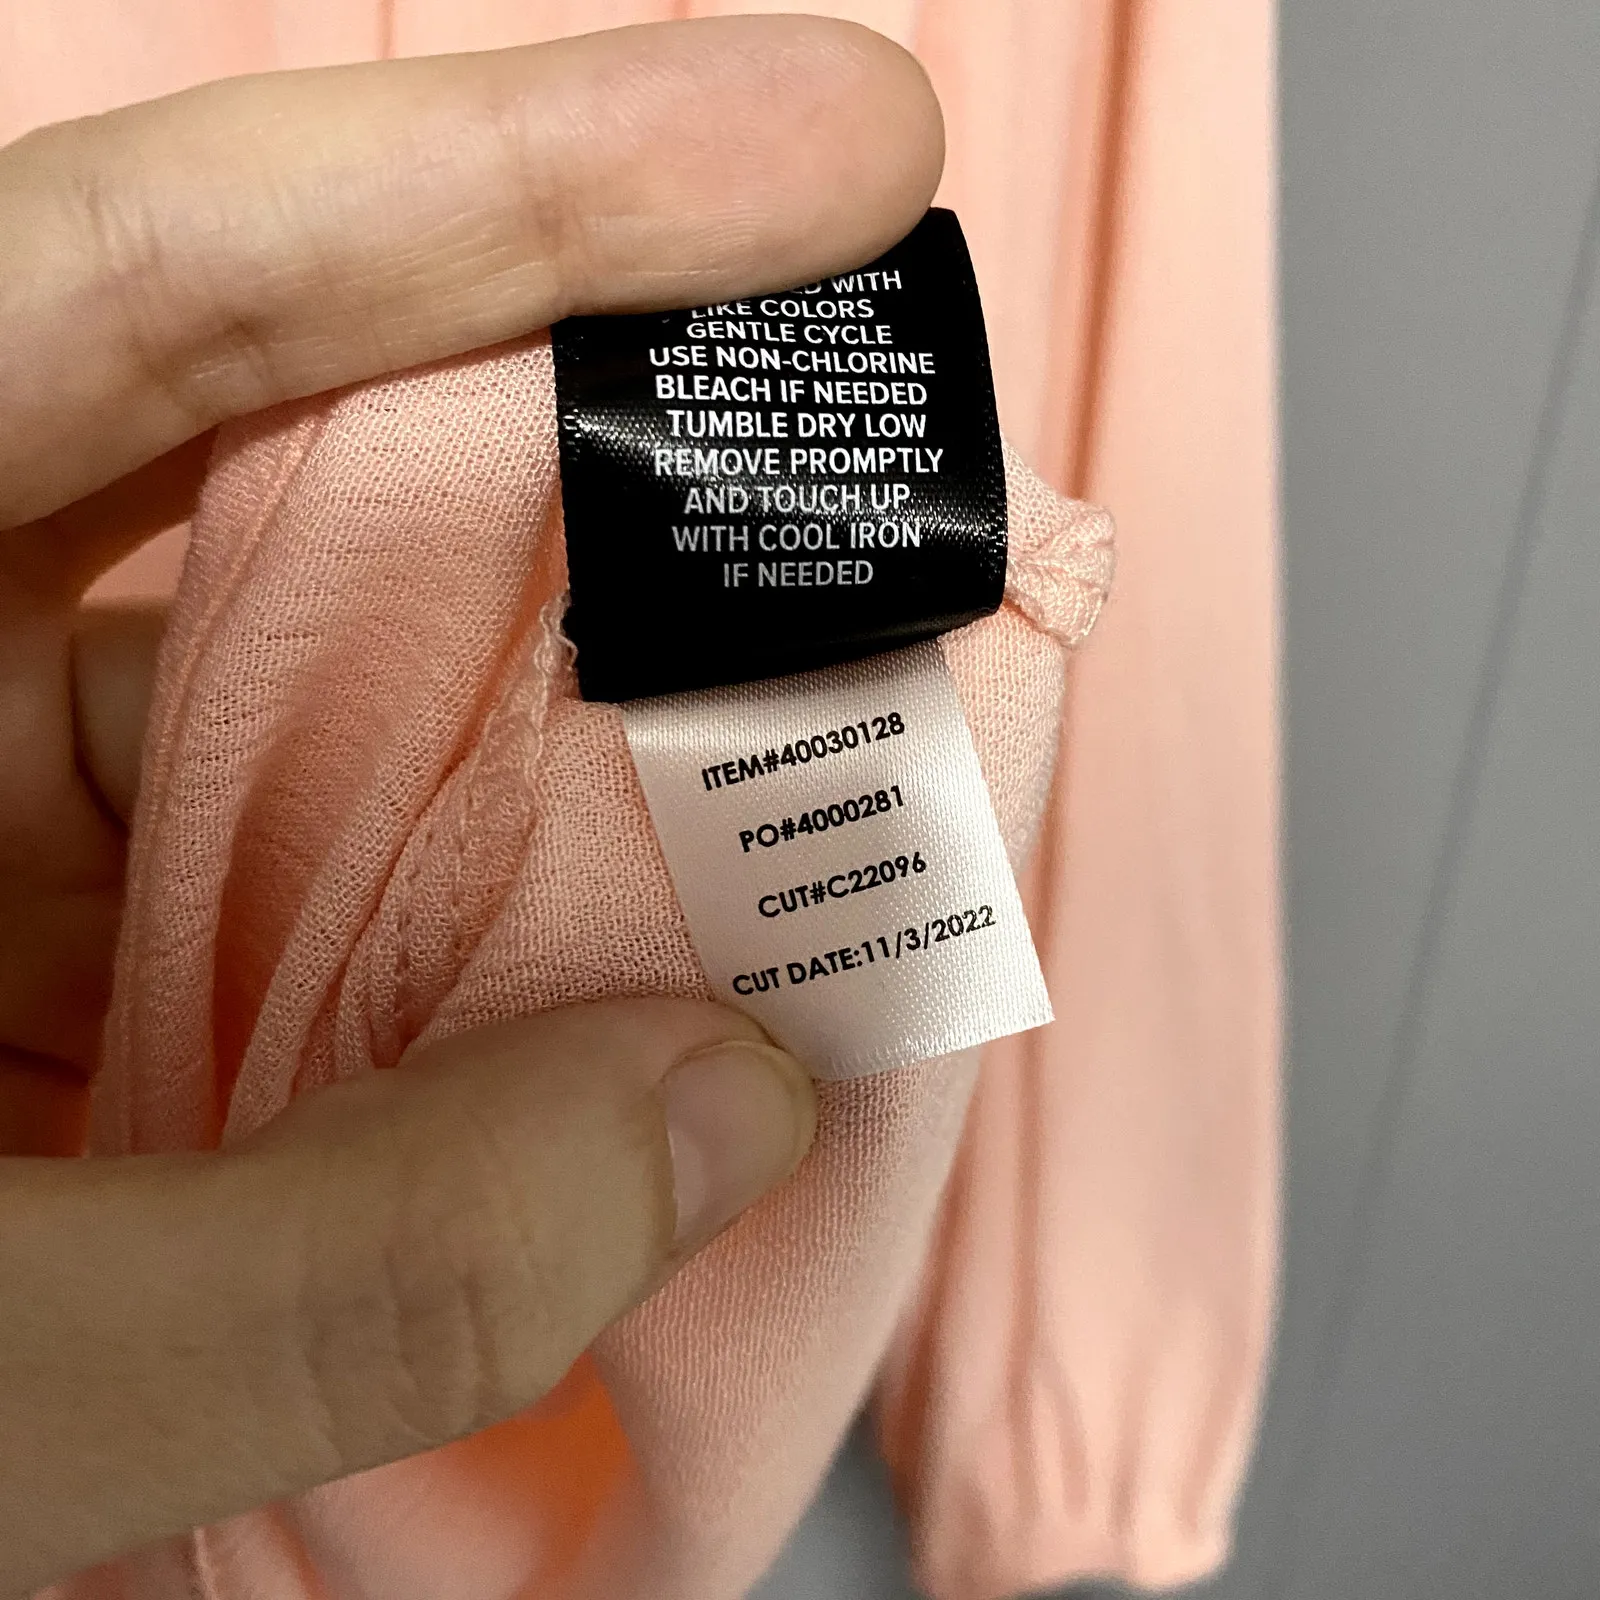 WITH
LIKE COLORS
GENTLE CYCLE
USE NON-CHLORINE
BLEACH IF NEEDED
TUMBLE DRY LOW
REMOVE PROMPTLY
AND TOUCH UP
WITH COOL IRON
IF NEEDED
ITEM#40030128
PO#4000281
CUT#C22096
CUT DATE:11/3/2022